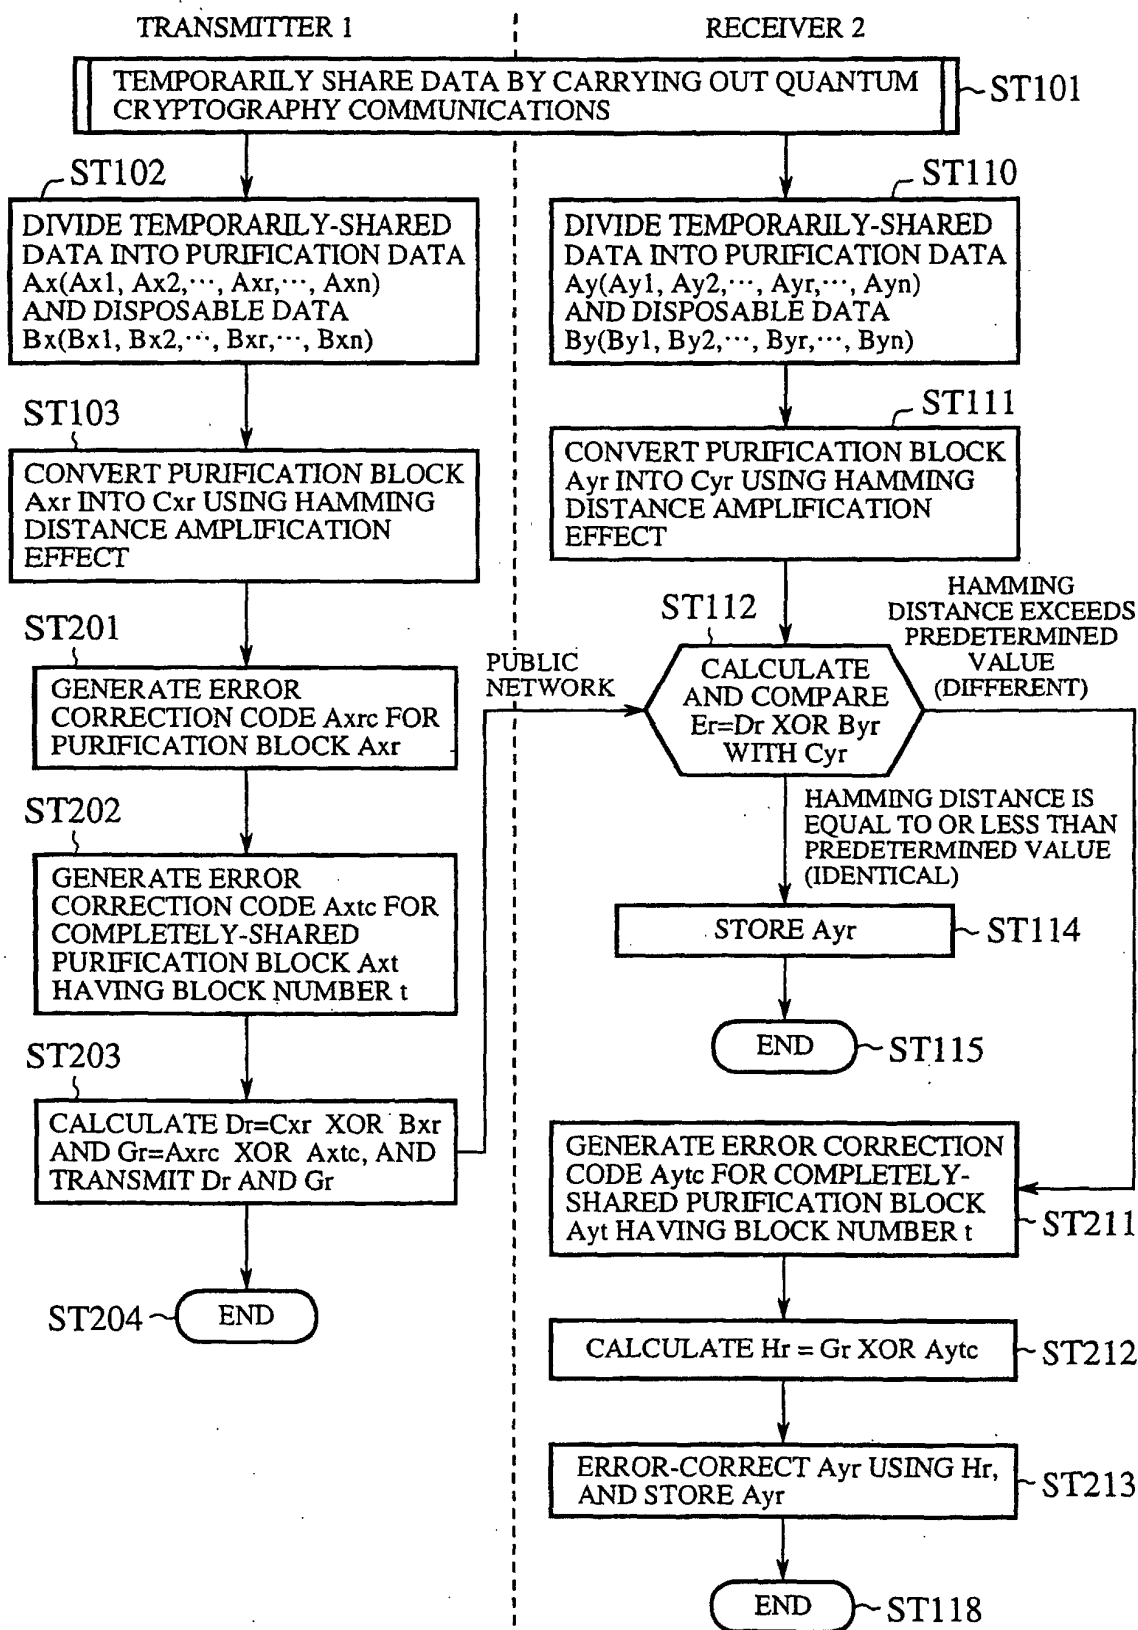 TRANSMITTER 1
RECEIVER 2
TEMPORARILY SHARE DATA BY CARRYING OUT QUANTUM
CRYPTOGRAPHY COMMUNICATIONS
ST101
ST102
DIVIDE TEMPORARILY-SHARED
DATA INTO PURIFICATION DATA
Ax(Ax1, Ax2,···, Axr,···, Axn)
AND DISPOSABLE DATA
Bx(Bx1, Bx2,···, Bxr,···, Bxn)
ST103
CONVERT PURIFICATION BLOCK
Axr INTO Cxr USING HAMMING
DISTANCE AMPLIFICATION
EFFECT
ST201
GENERATE ERROR
CORRECTION CODE Axrc FOR
PURIFICATION BLOCK Axr
ST202
GENERATE ERROR
CORRECTION CODE Axtc FOR
COMPLETELY-SHARED
PURIFICATION BLOCK Axt
HAVING BLOCK NUMBER t
ST203
CALCULATE Dr=Cxr XOR Bxr
AND Gr=Axrc XOR Axtc, AND
TRANSMIT Dr AND Gr
ST204
END
PUBLIC
NETWORK
ST110
DIVIDE TEMPORARILY-SHARED
DATA INTO PURIFICATION DATA
Ay(Ay1, Ay2,···, Ayr,···, Ayn)
AND DISPOSABLE DATA
By(By1, By2,···, Byr,···, Byn)
ST111
CONVERT PURIFICATION BLOCK
Ayr INTO Cyr USING HAMMING
DISTANCE AMPLIFICATION
EFFECT
ST112
CALCULATE
AND COMPARE
Er=Dr XOR Byr
WITH Cyr
HAMMING
DISTANCE EXCEEDS
PREDETERMINED
VALUE
(DIFFERENT)
HAMMING DISTANCE IS
EQUAL TO OR LESS THAN
PREDETERMINED VALUE
(IDENTICAL)
STORE Ayr
ST114
END
ST115
GENERATE ERROR CORRECTION
CODE Aytc FOR COMPLETELY-
SHARED PURIFICATION BLOCK
Ayt HAVING BLOCK NUMBER t
ST211
CALCULATE Hr = Gr XOR Aytc
ST212
ERROR-CORRECT Ayr USING Hr,
AND STORE Ayr
ST213
END
ST118